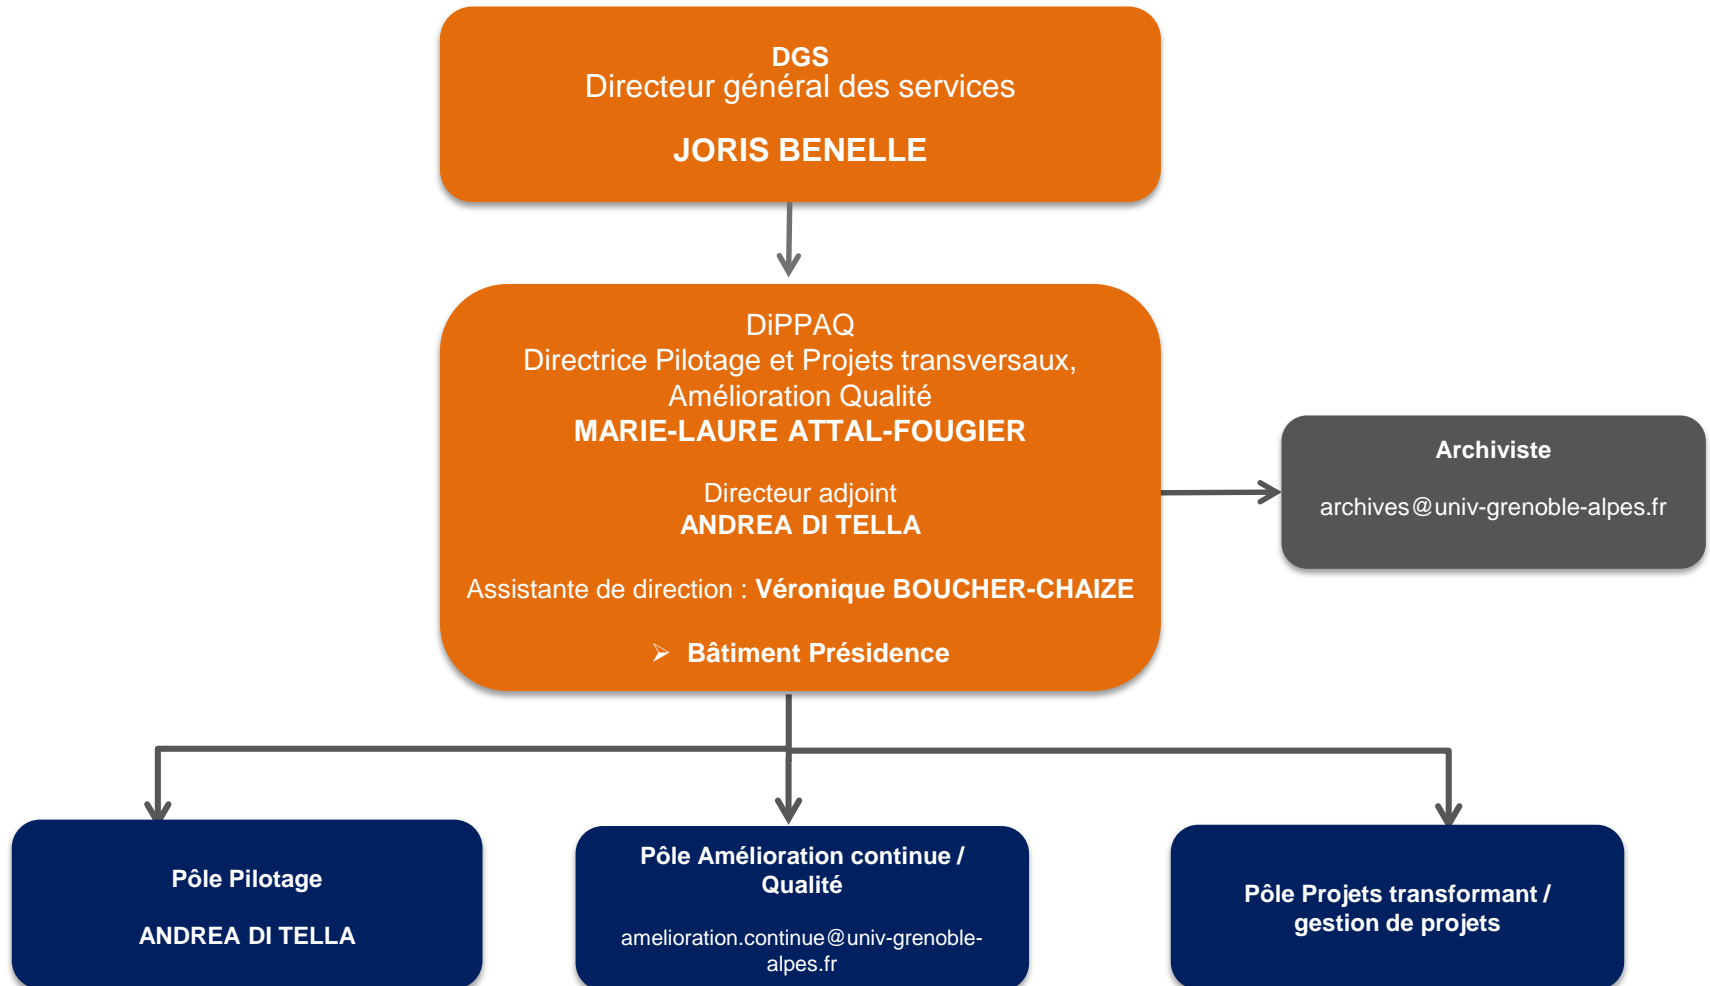 DGS
Directeur général des services
JORIS BENELLE
DiPPAQ
Directrice Pilotage et Projets transversaux,
Amélioration Qualité
MARIE-LAURE ATTAL-FOUGIER
Directeur adjoint
ANDREA DI TELLA
Assistante de direction : Véronique BOUCHER-CHAIZE
➢ Bâtiment Présidence
Archiviste
archives@univ-grenoble-alpes.fr
Pôle Pilotage
ANDREA DI TELLA
Pôle Amélioration continue /
Qualité
amelioration.continue@univ-grenoble-
alpes.fr
Pôle Projets transformant /
gestion de projets